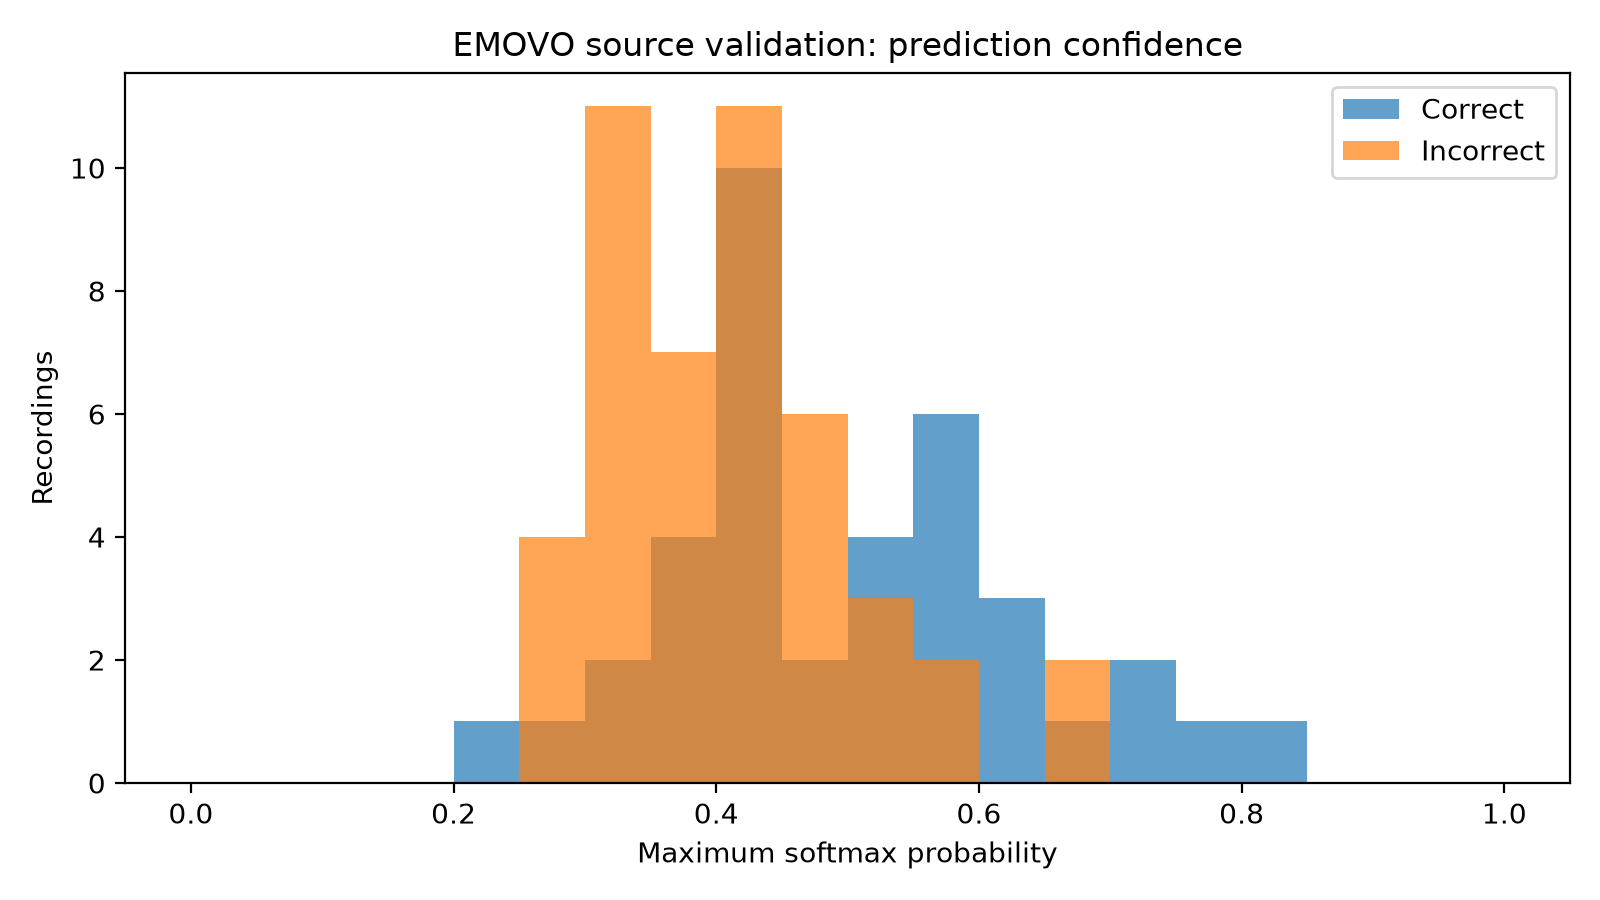 EMOVO source validation: prediction confidence
Correct
Incorrect
10
8
6
4
2
0
Recordings
0.0 0.2 0.4 0.6 0.8 1.0
Maximum softmax probability